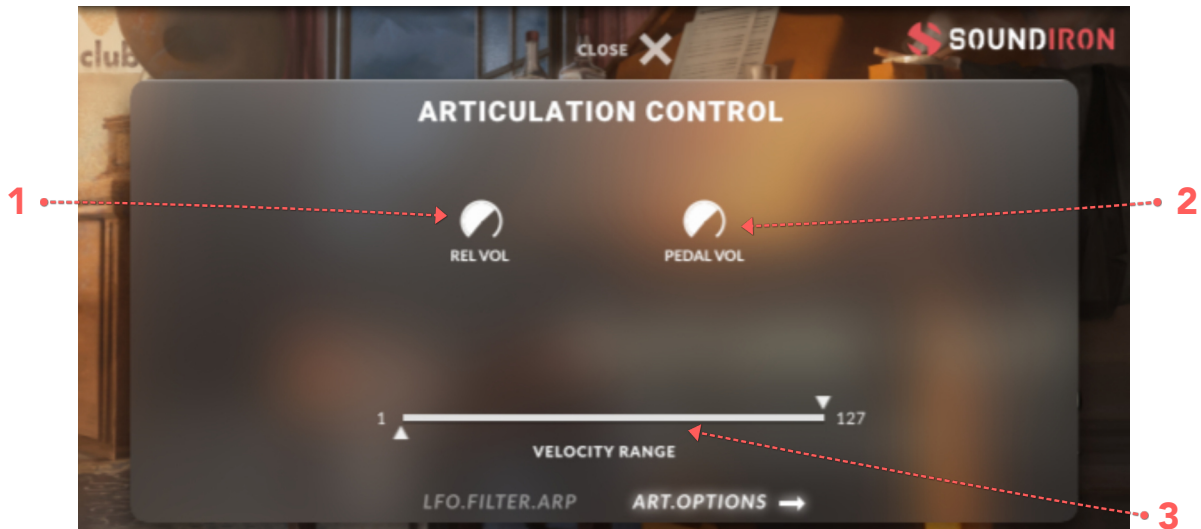 club
CLOSE
SOUNDIRON
ARTICULATION CONTROL
1
2
REL VOL
PEDAL VOL
1
127
VELOCITY RANGE
LFO.FILTER.ARP
ART.OPTIONS
3